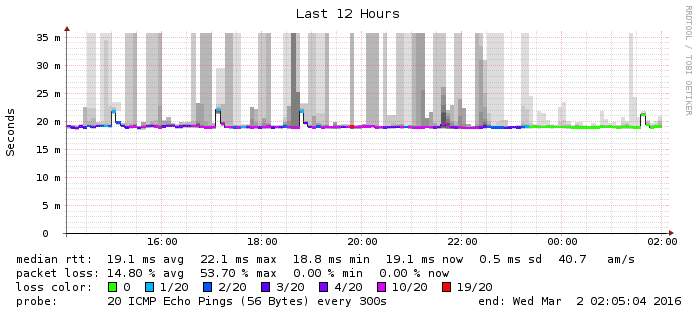 Last 12 Hours
RRDTOOL / TOBI OETIKER
Seconds
35 m
30 m
25 m
20 m
15 m
10 m
5 m
0
16:00 18:00 20:00 22:00 00:00 02:00
median rtt: 19.1 ms avg 22.1 ms max 18.8 ms min 19.1 ms now 0.5 ms sd 40.7 am/s
packet loss: 14.80 % avg 53.70 % max 0.00 % min 0.00 % now
loss color: 0 1/20 2/20 3/20 4/20 10/20 19/20
probe: 20 ICMP Echo Pings (56 Bytes) every 300s end: Wed Mar 2 02:05:04 2016